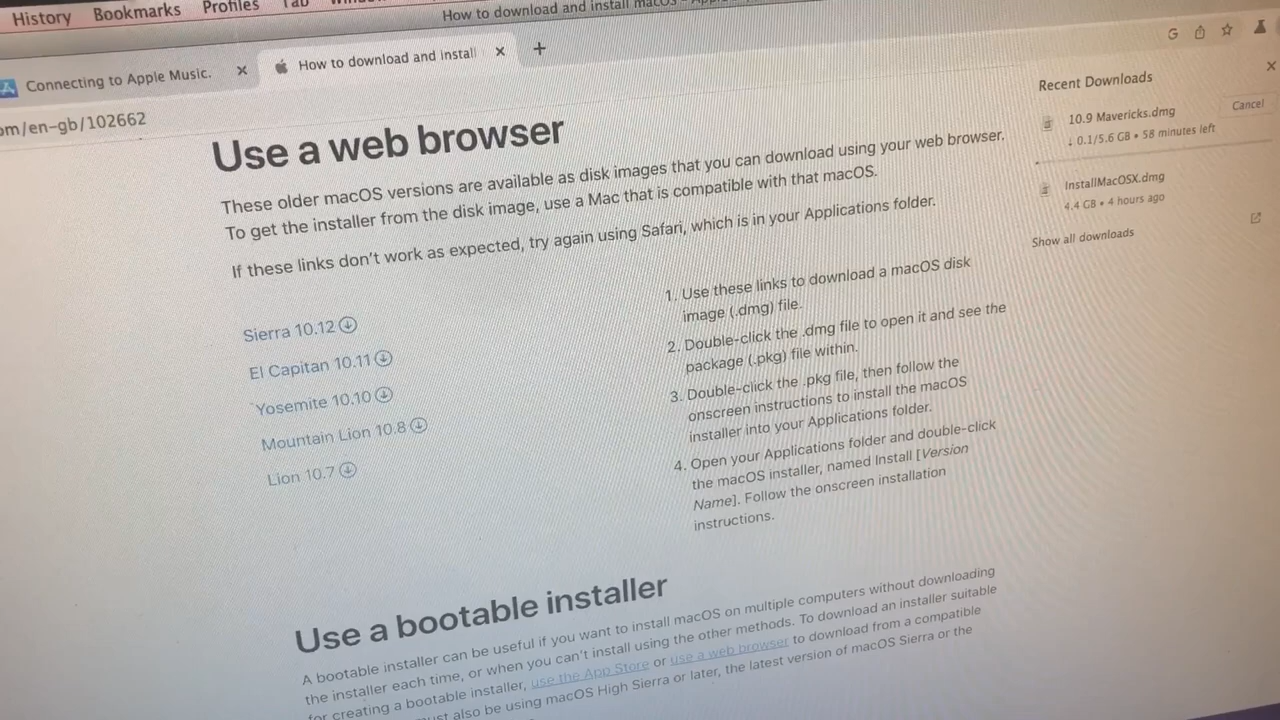 History Bookmarks Profiles Tab
How to download and install macOS - Apple
Connecting to Apple Music.
How to download and install
om/en-gb/102662
Use a web browser
These older macOS versions are available as disk images that you can download using your web browser.
To get the installer from the disk image, use a Mac that is compatible with that macOS.
If these links don’t work as expected, try again using Safari, which is in your Applications folder.
Sierra 10.12
El Capitan 10.11
Yosemite 10.10
Mountain Lion 10.8
Lion 10.7
1. Use these links to download a macOS disk
image (.dmg) file.
2. Double-click the .dmg file to open it and see the
package (.pkg) file within.
3. Double-click the .pkg file, then follow the
onscreen instructions to install the macOS
installer into your Applications folder.
4. Open your Applications folder and double-click
the macOS installer, named Install [Version
Name]. Follow the onscreen installation
instructions.
Recent Downloads
10.9 Mavericks.dmg
Cancel
↓ 0.1/5.6 GB • 58 minutes left
InstallMacOSX.dmg
4.4 GB • 4 hours ago
Show all downloads
Use a bootable installer
A bootable installer can be useful if you want to install macOS on multiple computers without downloading
the installer each time, or when you can’t install using the other methods. To download an installer suitable
for creating a bootable installer, use the App Store or use a web browser to download from a compatible
must also be using macOS High Sierra or later, the latest version of macOS Sierra or the